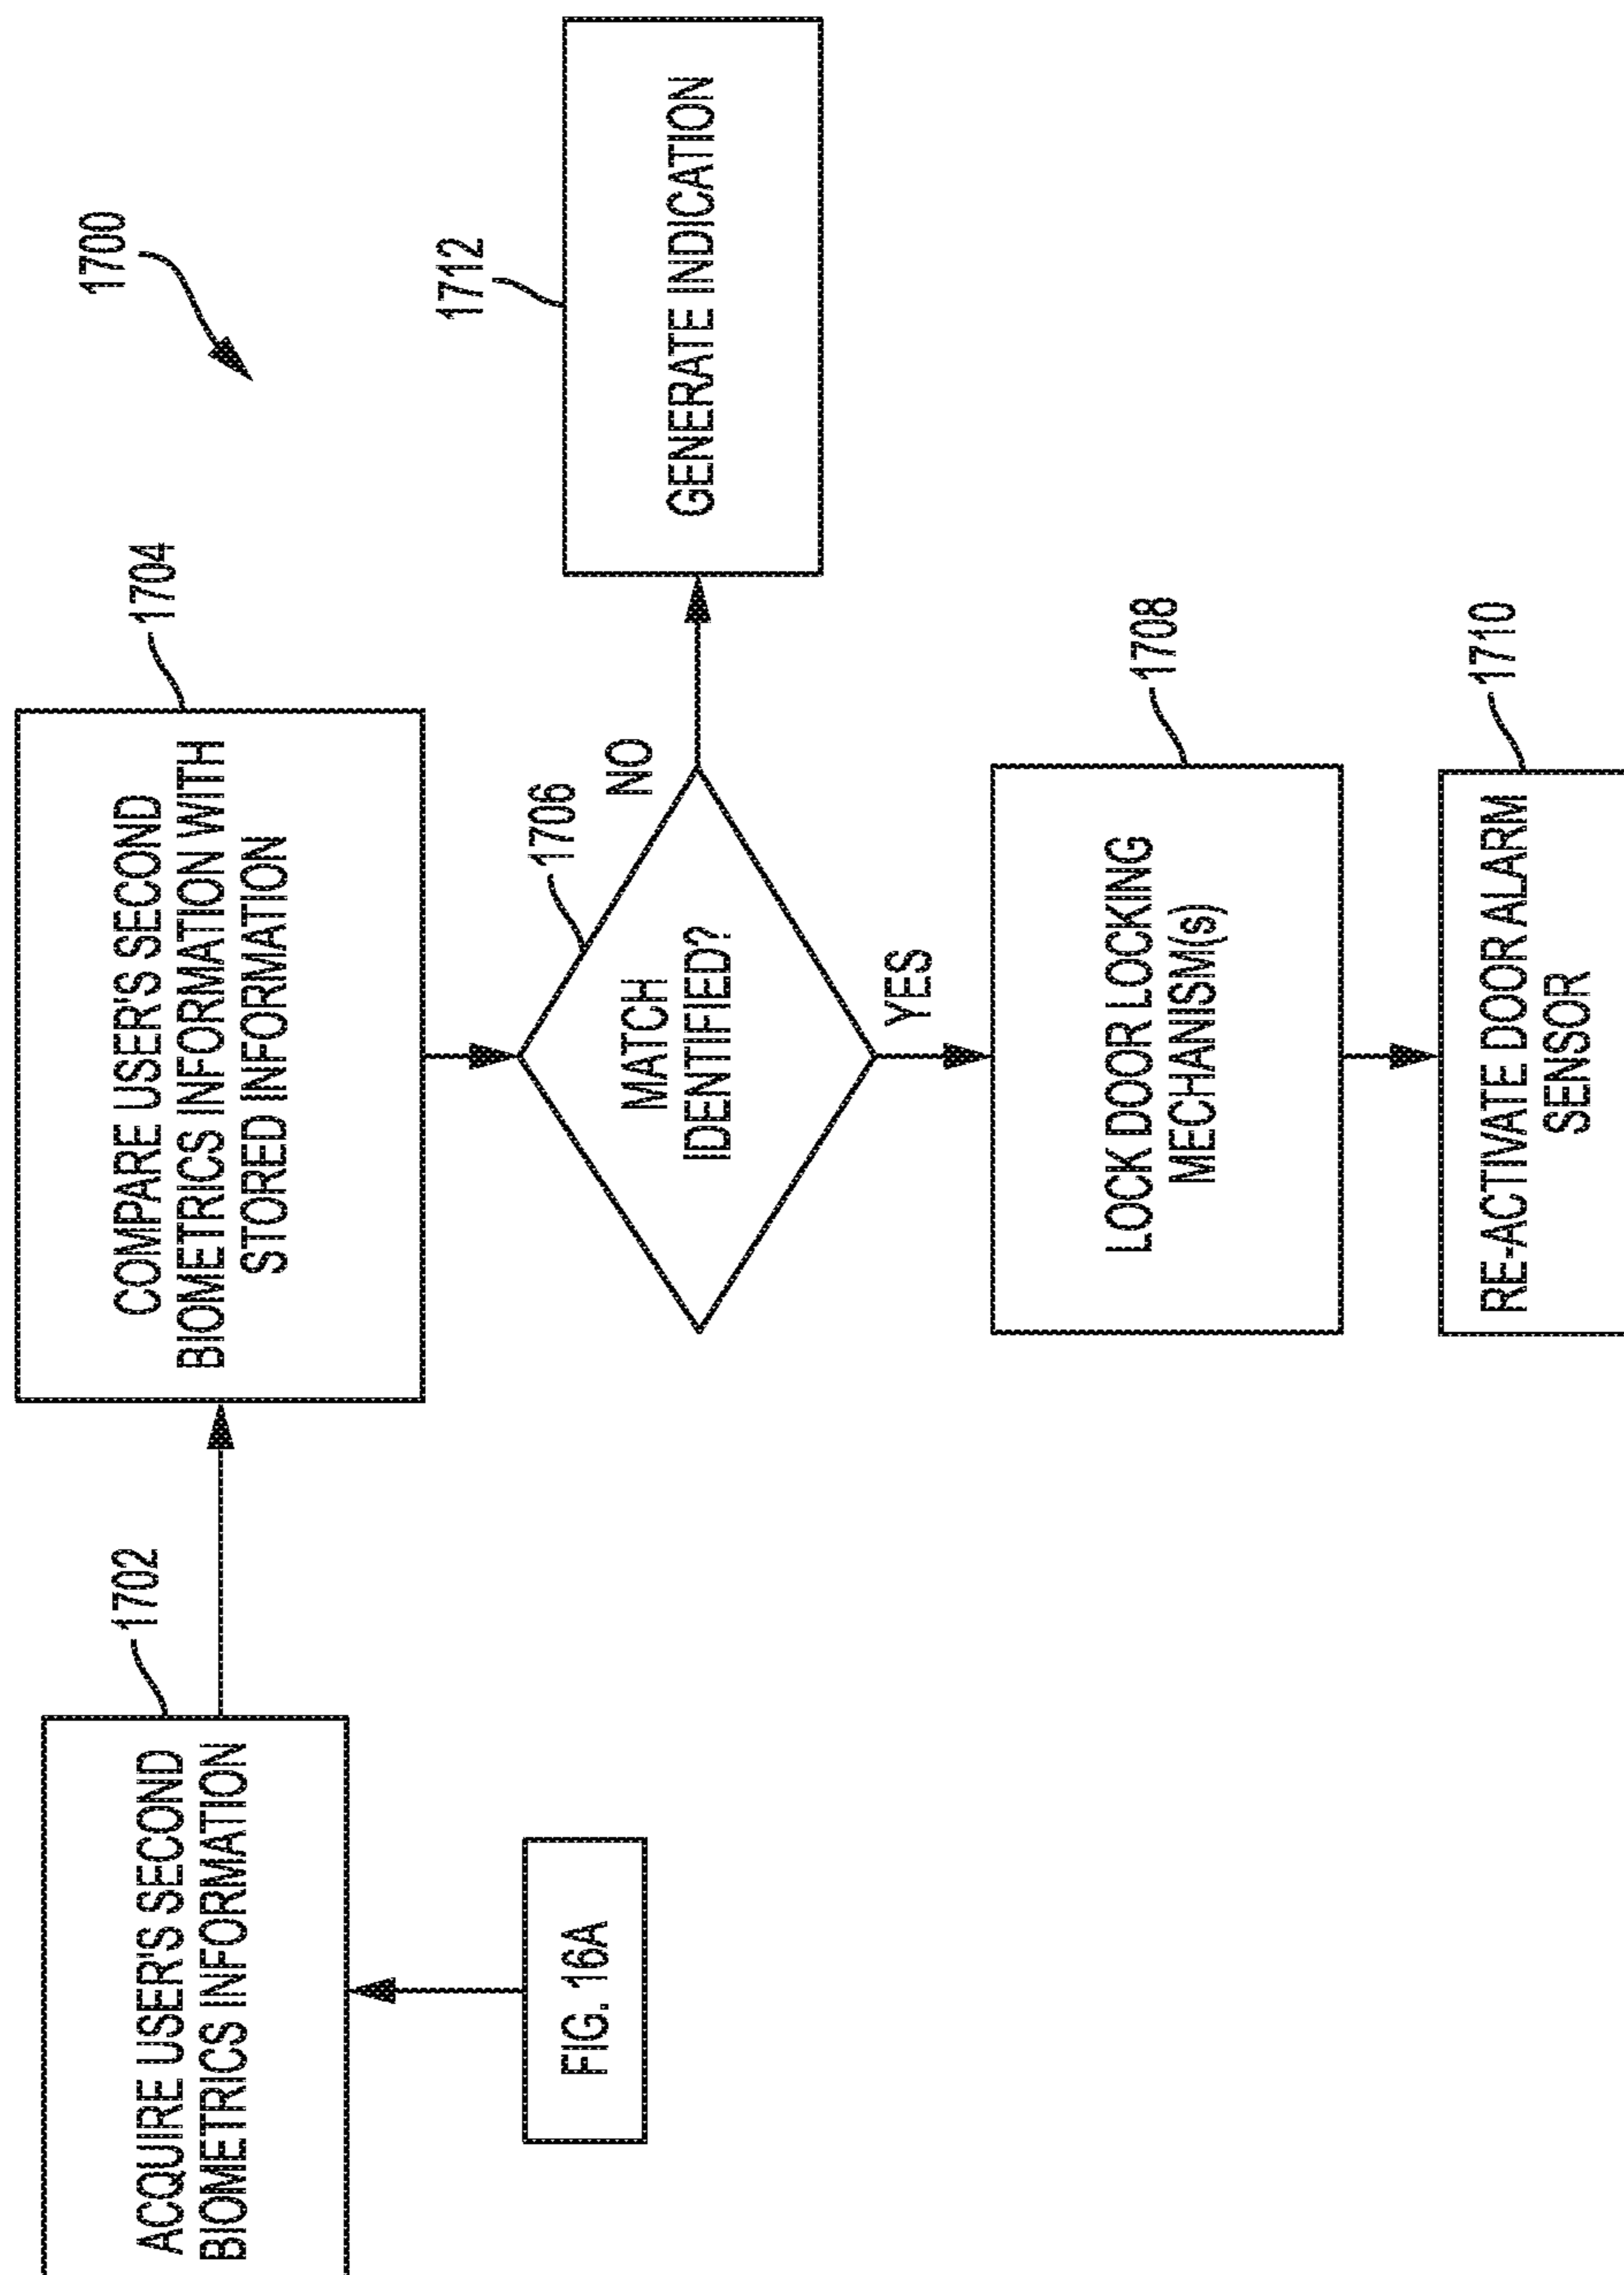 1700
1702
ACQUIRE USER'S SECOND
BIOMETRICS INFORMATION
FIG. 16A
1704
COMPARE USER'S SECOND
BIOMETRICS INFORMATION WITH
STORED INFORMATION
1706
MATCH
IDENTIFIED?
NO
1712
GENERATE INDICATION
YES
1708
LOCK DOOR LOCKING
MECHANISM(s)
1710
RE-ACTIVATE DOOR ALARM
SENSOR